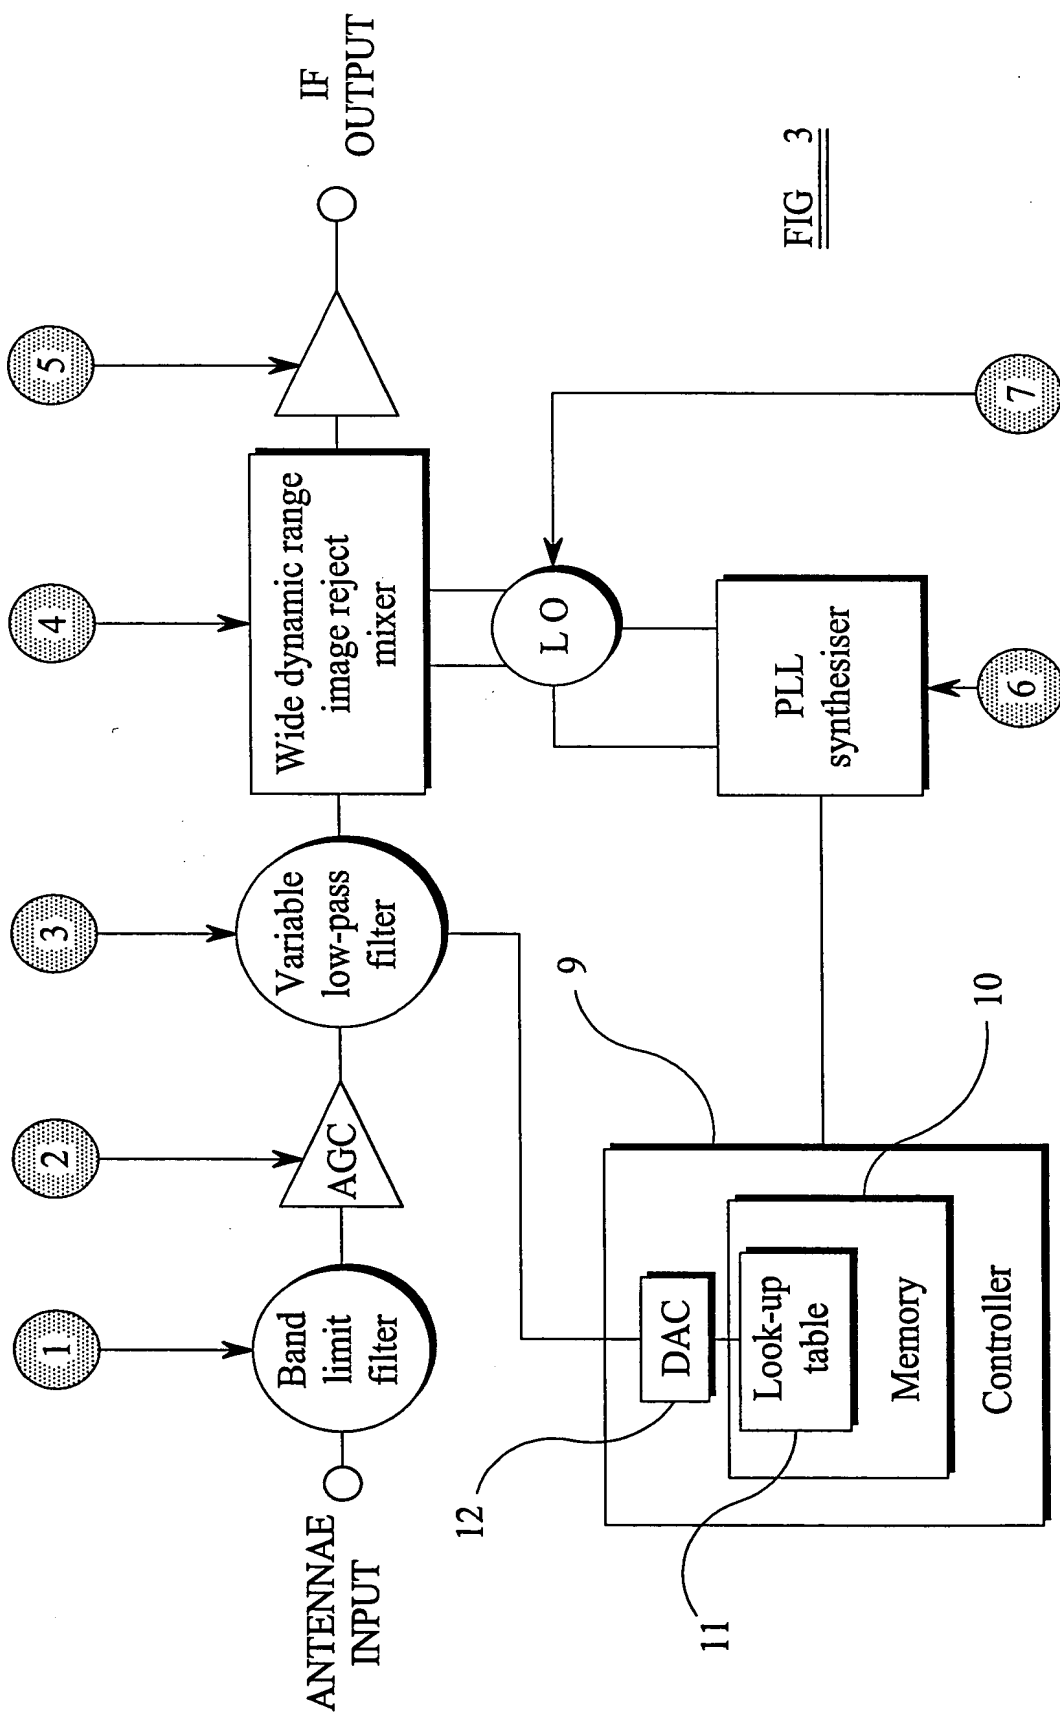 1
2
3
4
5
ANTENNAE
INPUT
Band
limit
filter
AGC
Variable
low-pass
filter
Wide dynamic range
image reject
mixer
IF
OUTPUT
L O
7
PLL
synthesiser
6
12
DAC
11
Look-up
table
Memory
Controller
9
10
FIG 3